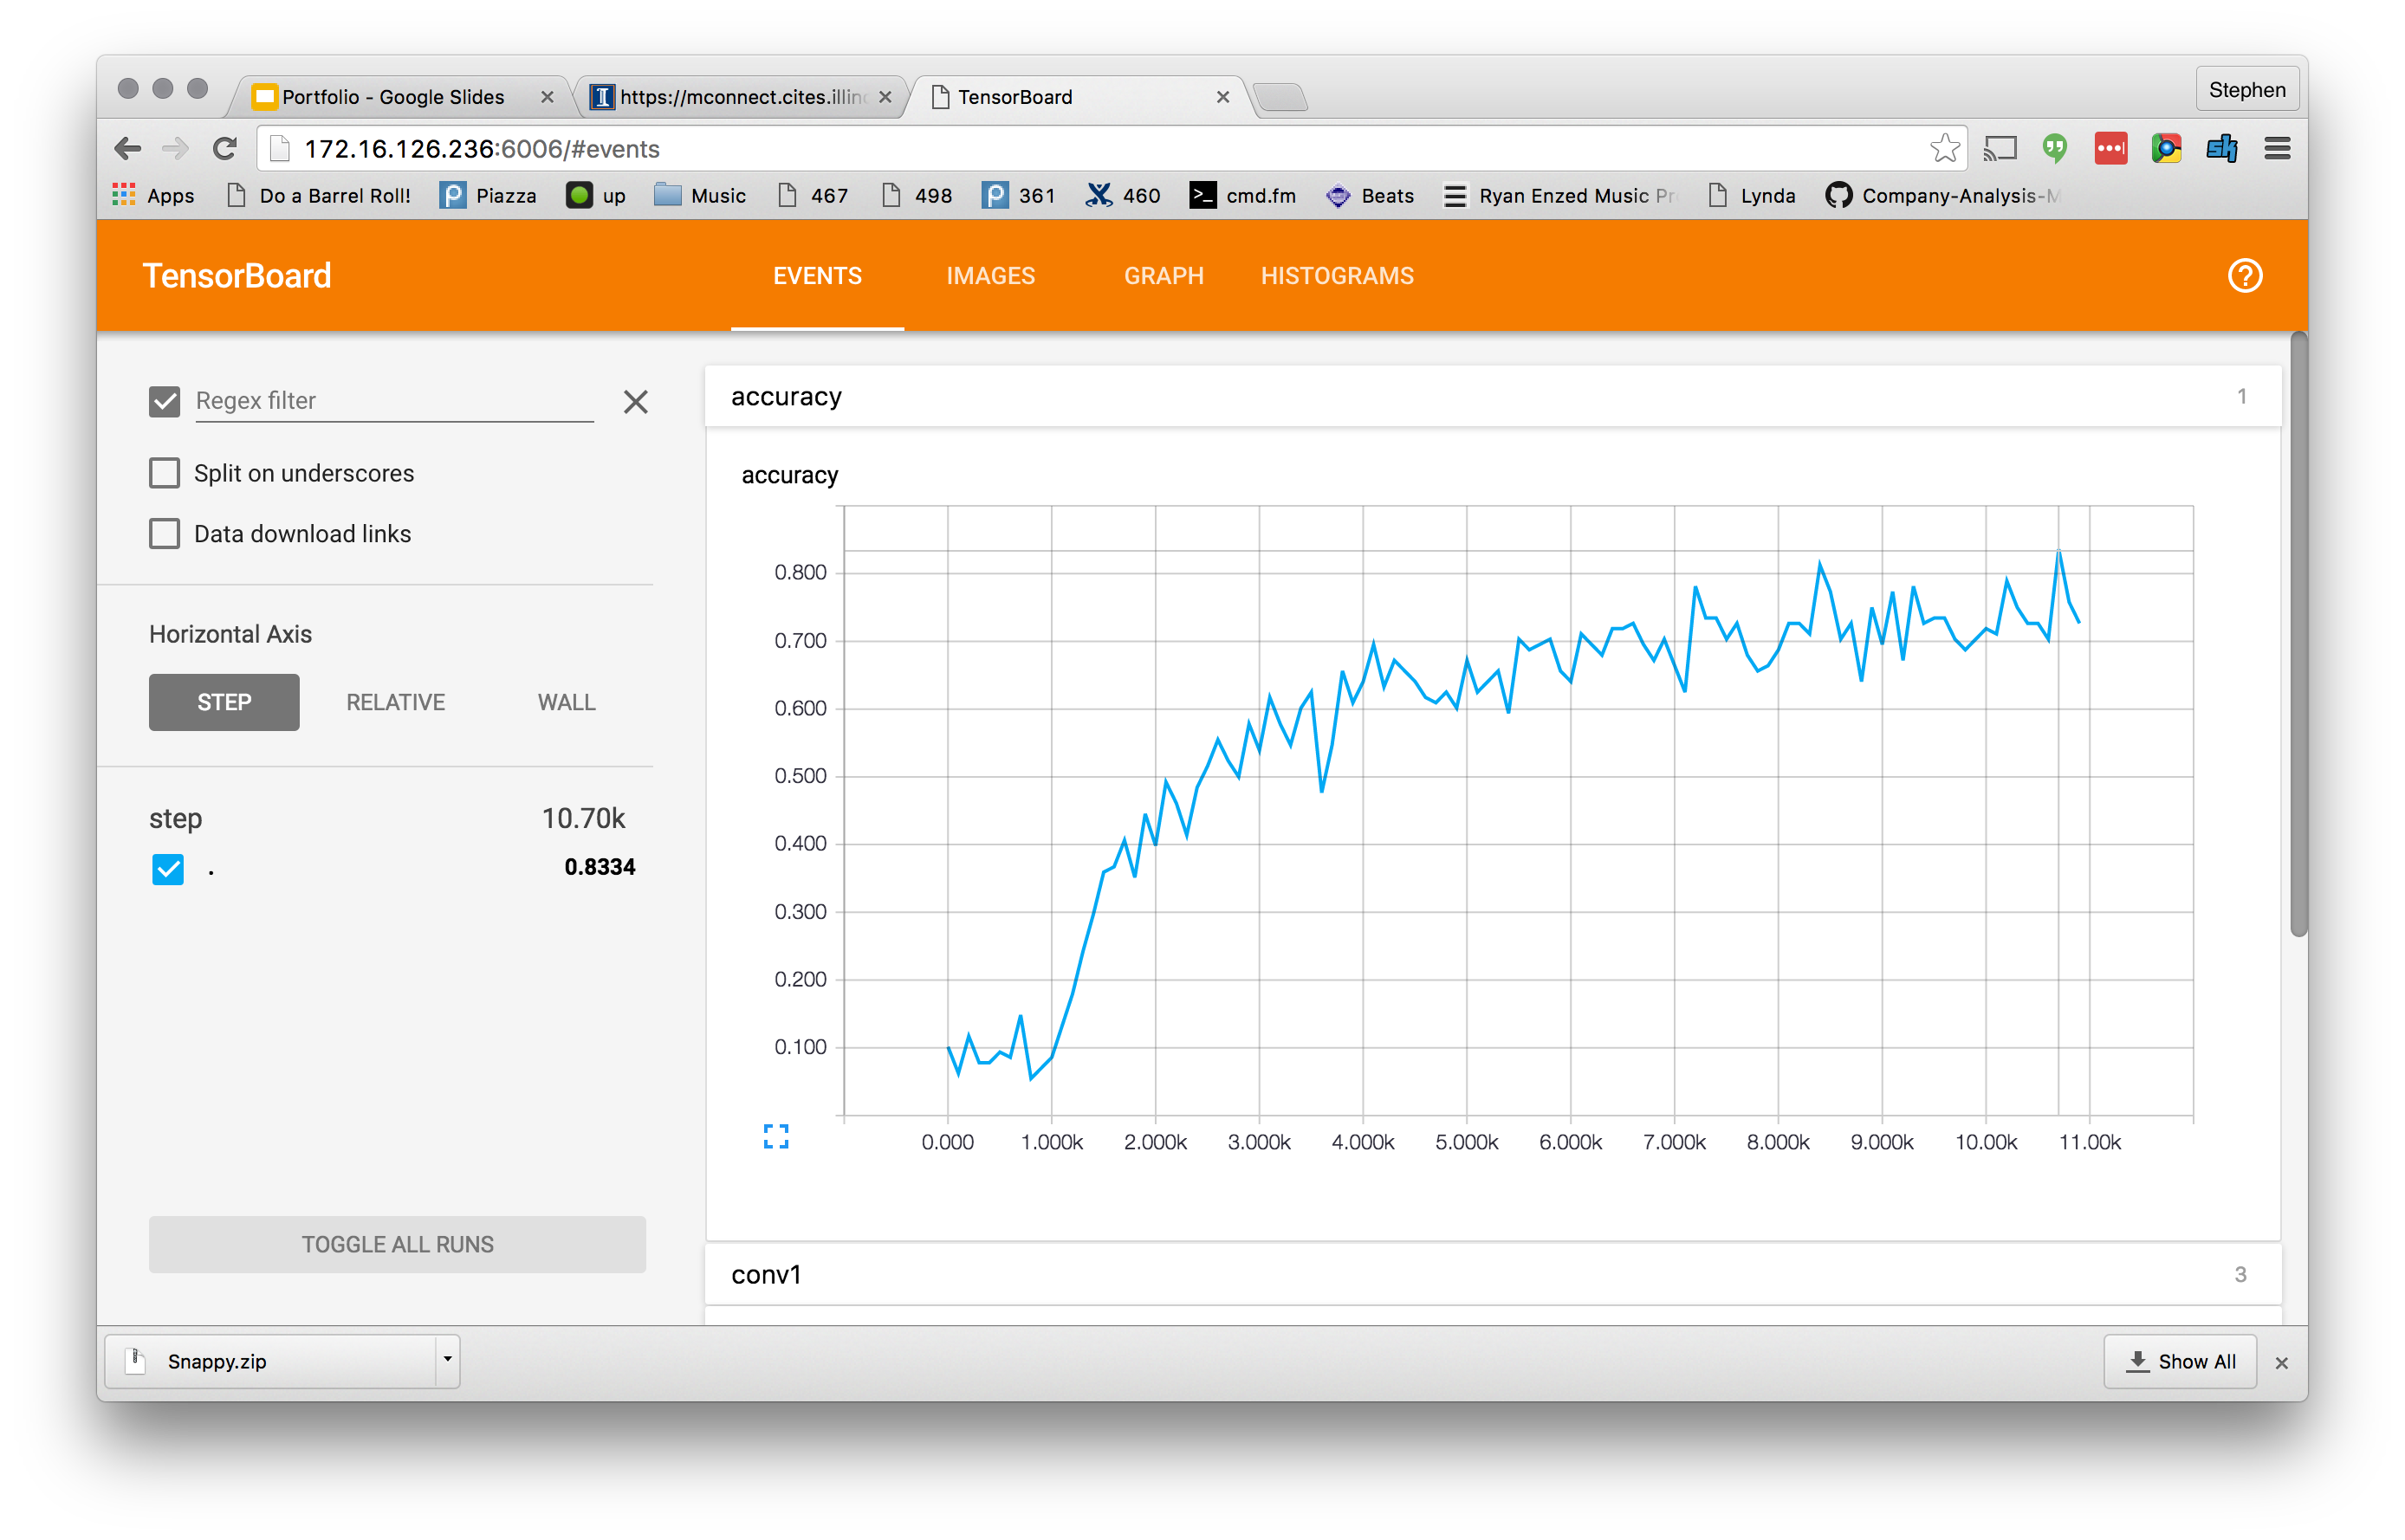 Portfolio - Google Slides
https://mconnect.cites.illino
TensorBoard
Stephen
172.16.126.236:6006/#events
Apps Do a Barrel Roll! Piazza up Music 467 498 361 460 cmd.fm Beats Ryan Enzed Music Pr Lynda Company-Analysis-M
TensorBoard EVENTS IMAGES GRAPH HISTOGRAMS
Regex filter
Split on underscores
Data download links
Horizontal Axis
STEP RELATIVE WALL
step 10.70k
. 0.8334
TOGGLE ALL RUNS
accuracy 1
accuracy
0.800
0.700
0.600
0.500
0.400
0.300
0.200
0.100
0.000 1.000k 2.000k 3.000k 4.000k 5.000k 6.000k 7.000k 8.000k 9.000k 10.00k 11.00k
conv1 3
Snappy.zip
Show All